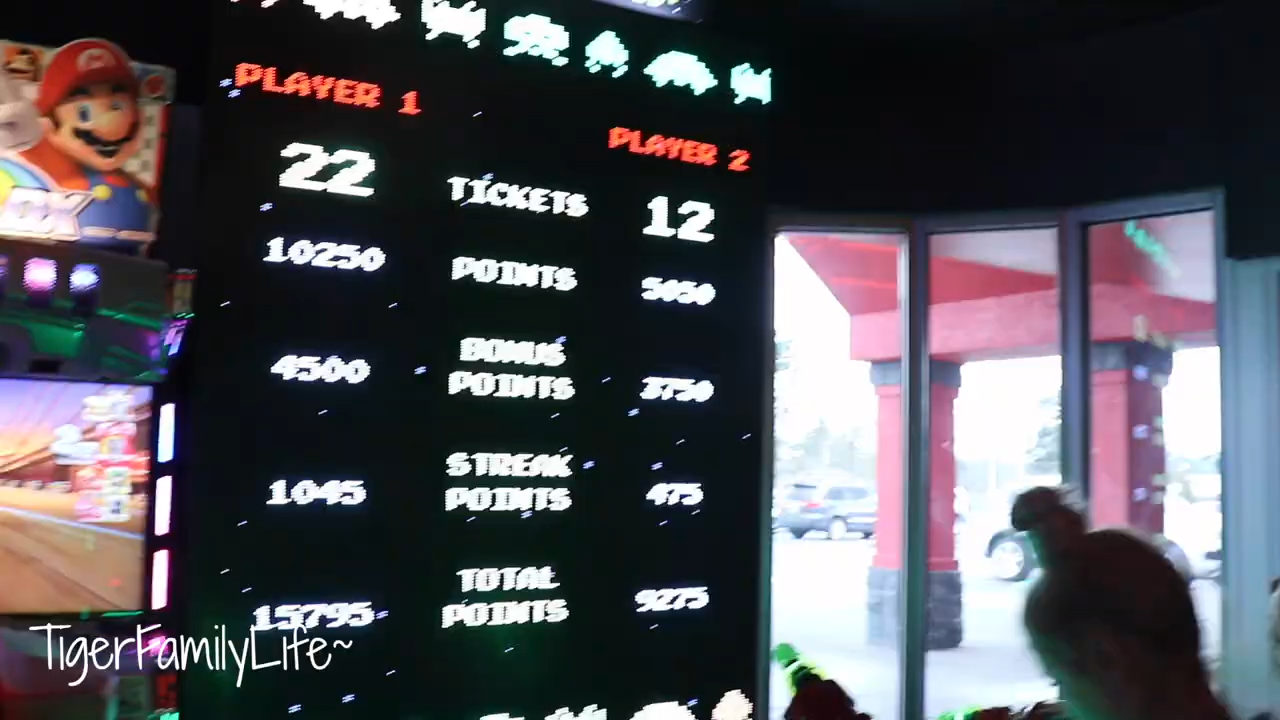 PLAYER 1
PLAYER 2
22 TICKETS 12
10250 POINTS 5050
4500 BONUS POINTS 3750
1045 STREAK POINTS 475
15795 TOTAL POINTS 9275
DX
TigerFamilyLife~